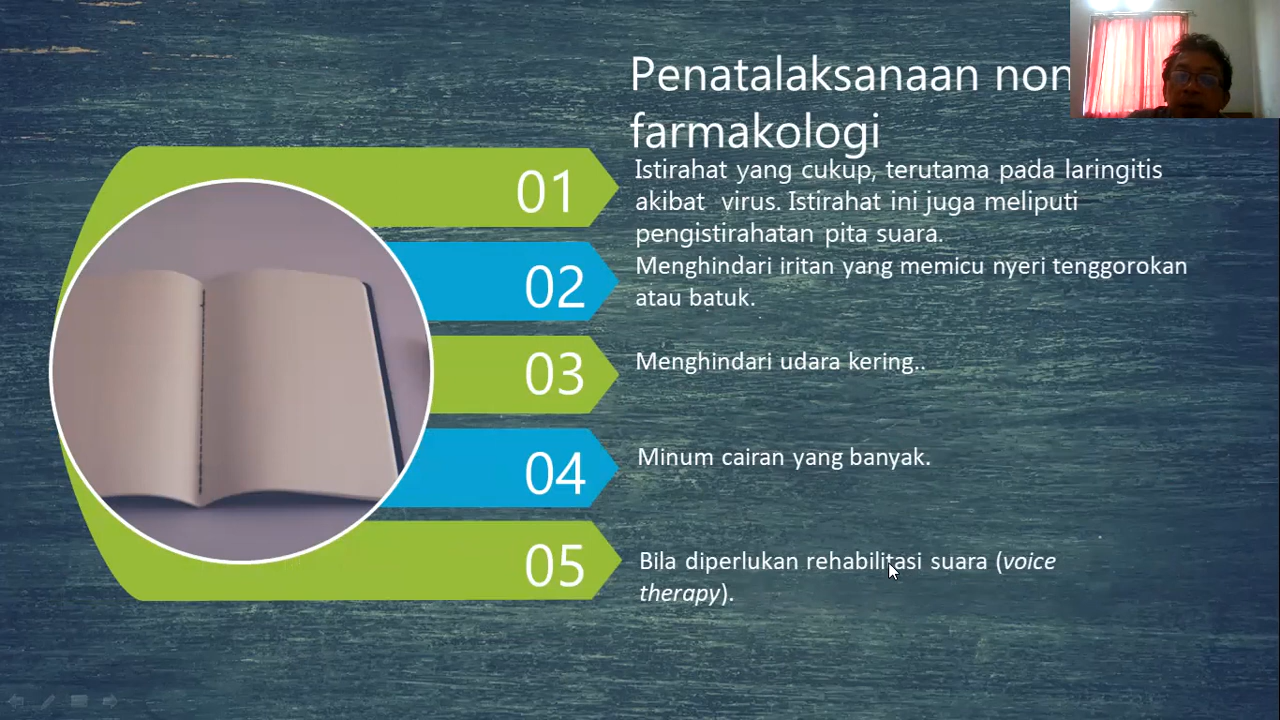 Penatalaksanaan non
farmakologi
01
Istirahat yang cukup, terutama pada laringitis
akibat virus. Istirahat ini juga meliputi
pengistirahatan pita suara.
02
Menghindari iritan yang memicu nyeri tenggorokan
atau batuk.
03
Menghindari udara kering..
04
Minum cairan yang banyak.
05
Bila diperlukan rehabilitasi suara (voice
therapy).